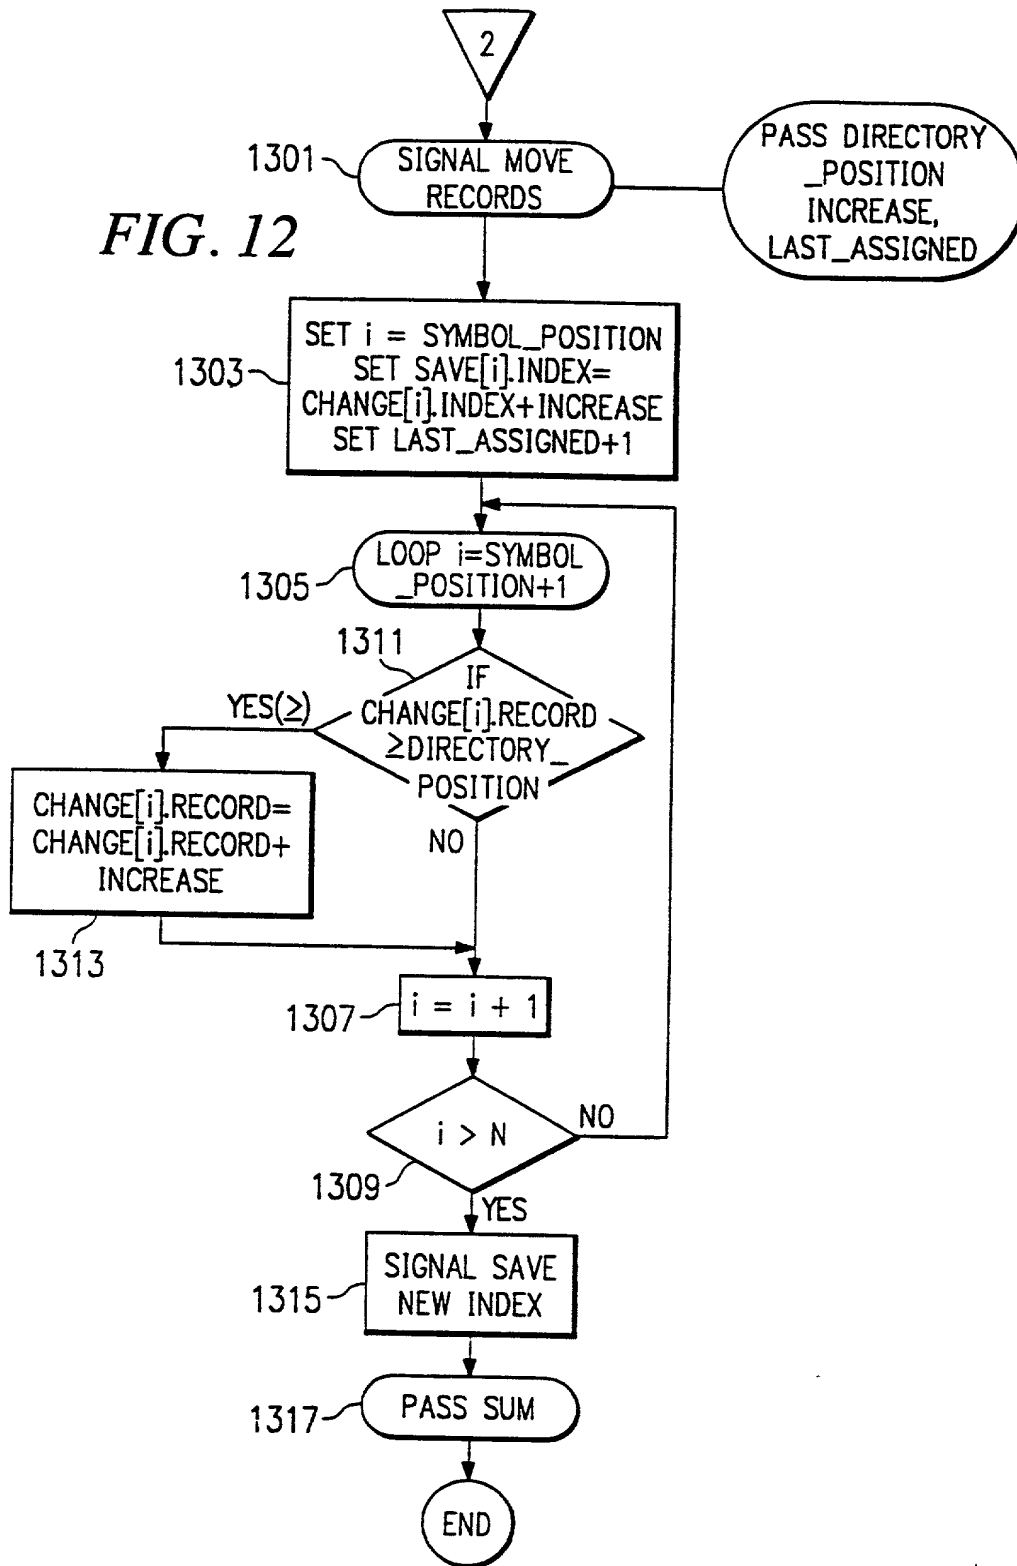 2
1301
SIGNAL MOVE
RECORDS
PASS DIRECTORY
_POSITION
INCREASE,
LAST_ASSIGNED
FIG. 12
1303
SET i = SYMBOL_POSITION
SET SAVE[i].INDEX=
CHANGE[i].INDEX+INCREASE
SET LAST_ASSIGNED+1
1305
LOOP i=SYMBOL
_POSITION+1
1311
IF
CHANGE[i].RECORD
≥DIRECTORY_
POSITION
YES(≥)
NO
CHANGE[i].RECORD=
CHANGE[i].RECORD+
INCREASE
1313
1307
i = i + 1
1309
i > N
NO
YES
1315
SIGNAL SAVE
NEW INDEX
1317
PASS SUM
END